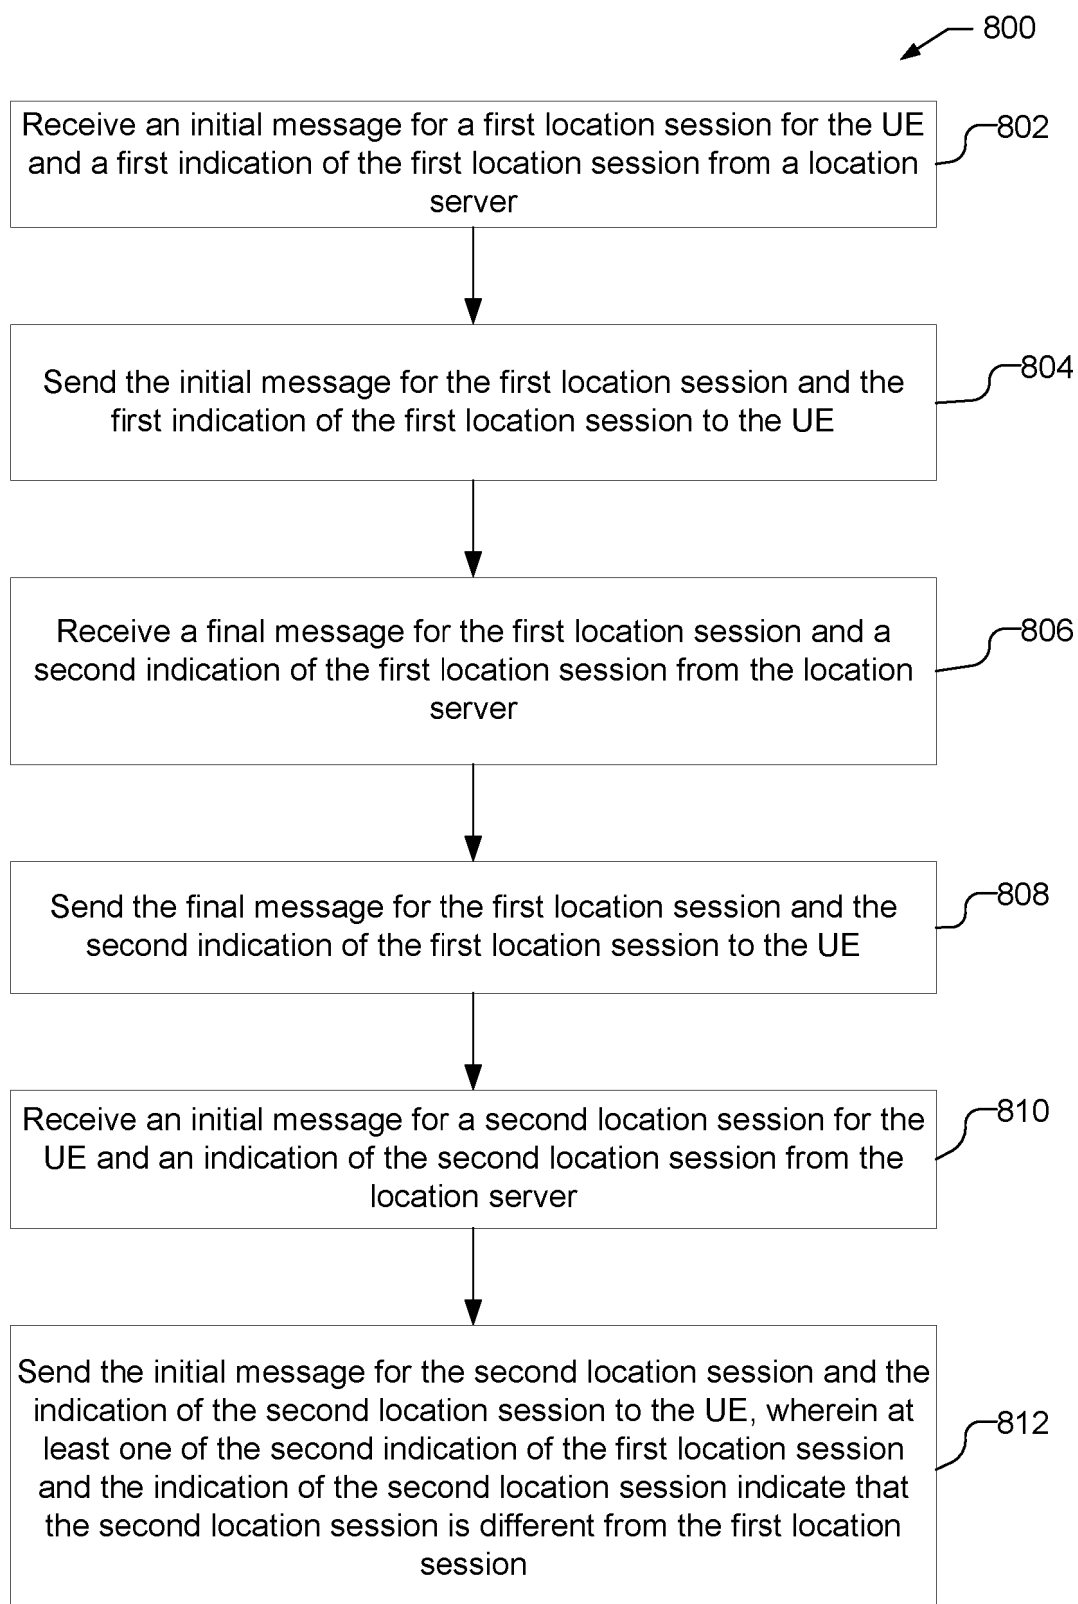 800
Receive an initial message for a first location session for the UE
and a first indication of the first location session from a location
server
802
Send the initial message for the first location session and the
first indication of the first location session to the UE
804
Receive a final message for the first location session and a
second indication of the first location session from the location
server
806
Send the final message for the first location session and the
second indication of the first location session to the UE
808
Receive an initial message for a second location session for the
UE and an indication of the second location session from the
location server
810
Send the initial message for the second location session and the
indication of the second location session to the UE, wherein at
least one of the second indication of the first location session
and the indication of the second location session indicate that
the second location session is different from the first location
session
812